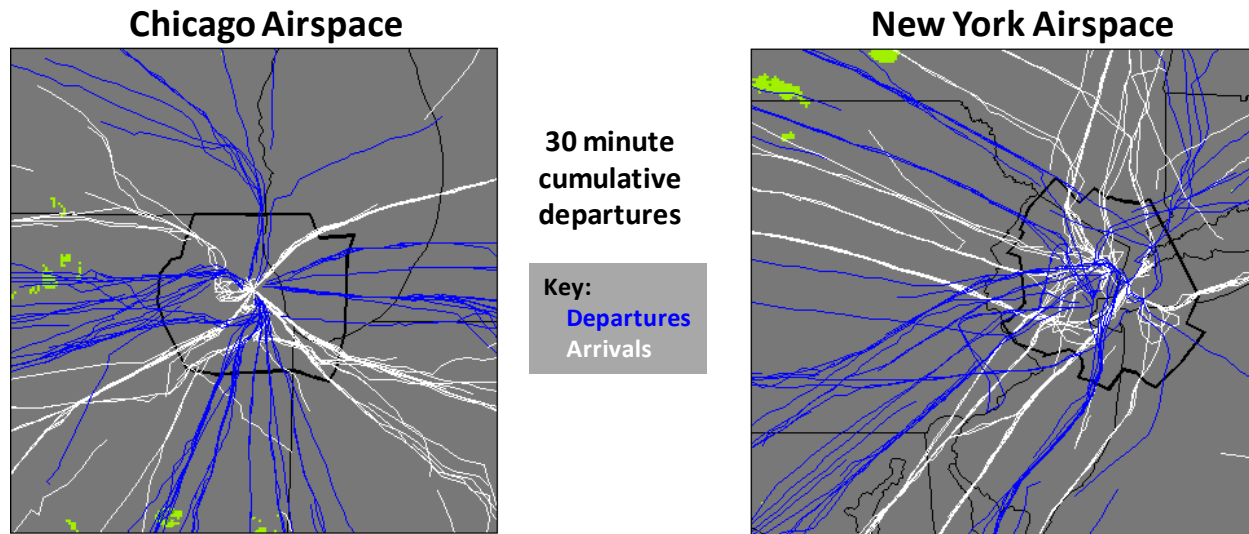 Chicago Airspace
New York Airspace
30 minute
cumulative
departures
Key:
Departures
Arrivals